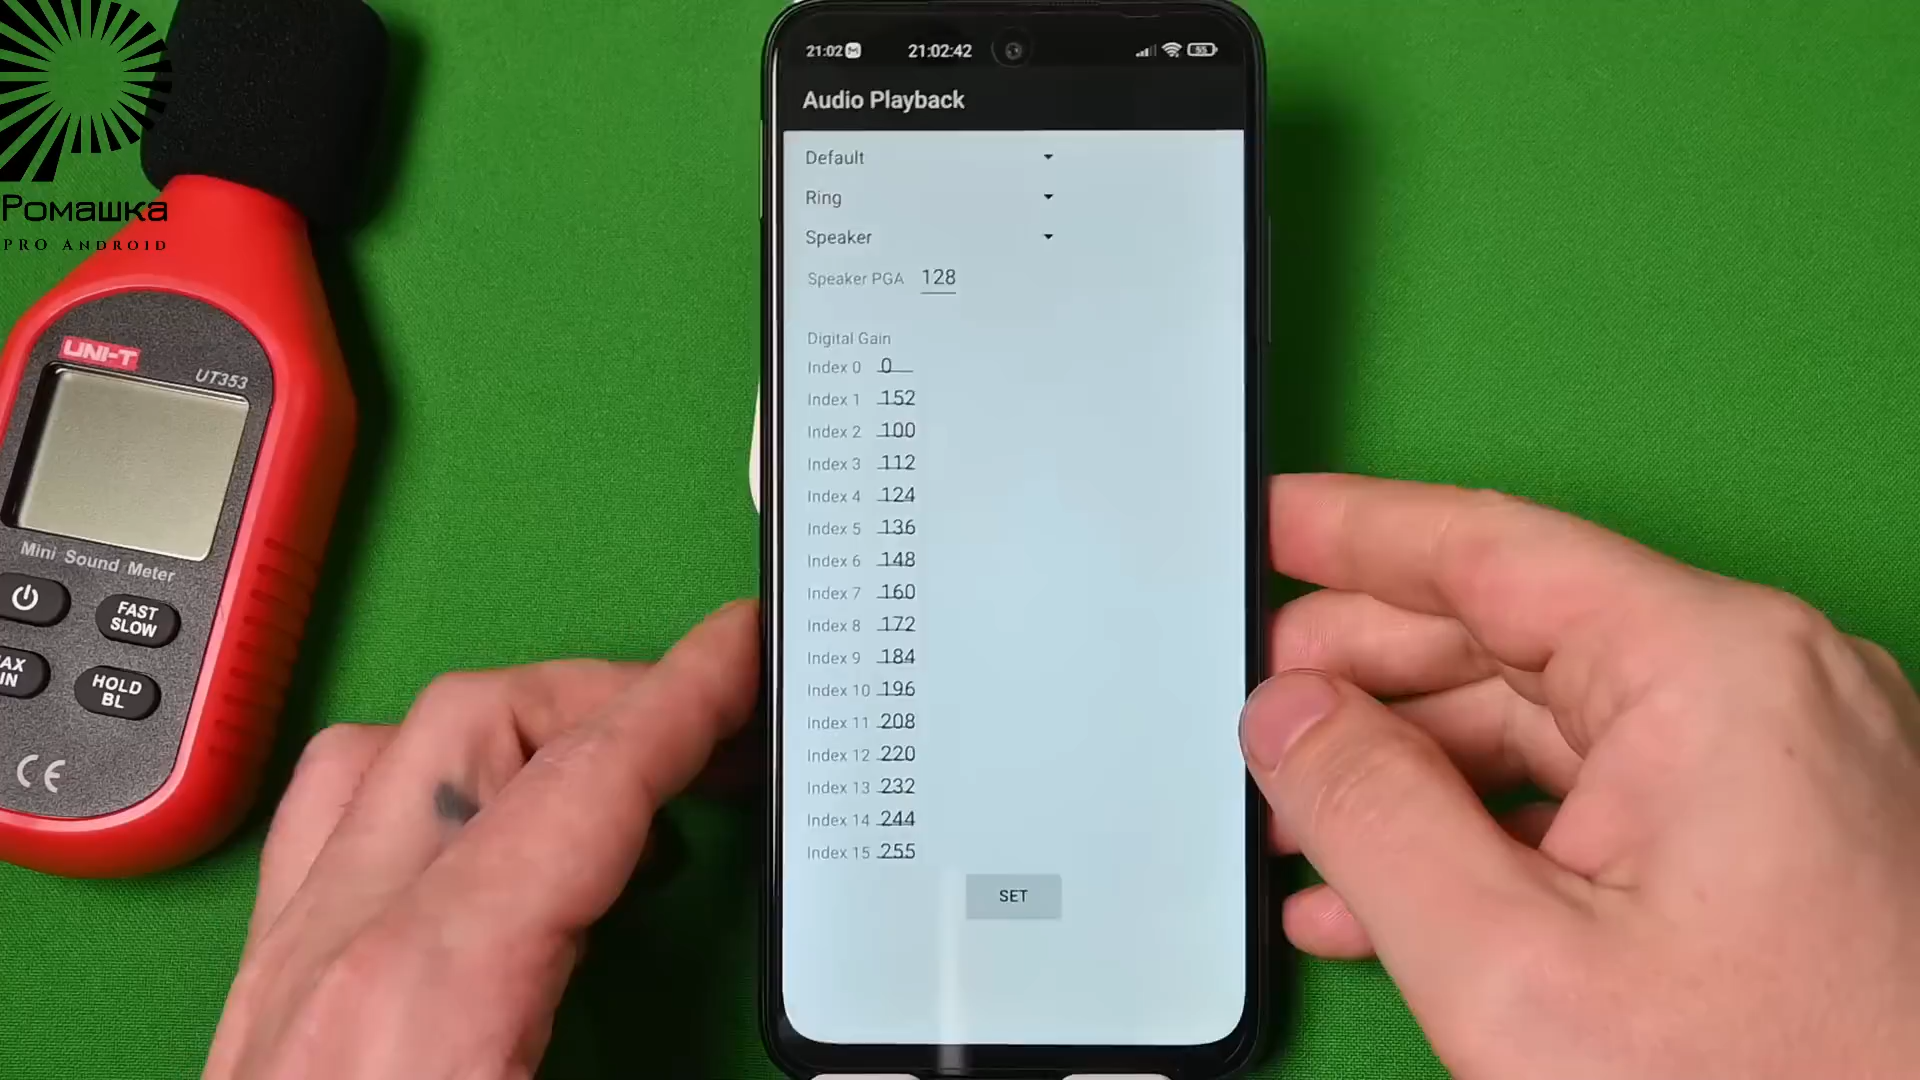 Ромашка
PRO Android
UNI-T
UT353
Mini Sound Meter
FAST
SLOW
HOLD
BL
CE
21:02
21:02:42
55
Audio Playback
Default
Ring
Speaker
Speaker PGA 128
Digital Gain
Index 0 0
Index 1 152
Index 2 100
Index 3 112
Index 4 124
Index 5 136
Index 6 148
Index 7 160
Index 8 172
Index 9 184
Index 10 196
Index 11 208
Index 12 220
Index 13 232
Index 14 244
Index 15 255
SET